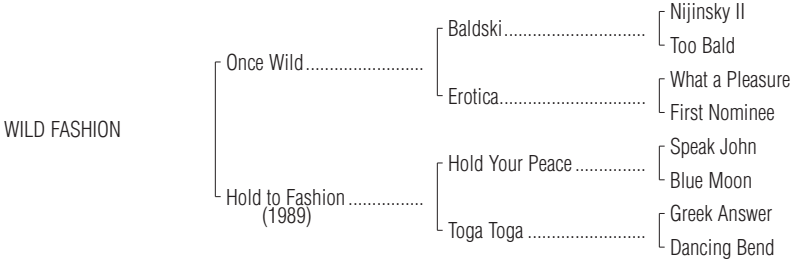 Nijinsky II
Baldski..............................
Too Bald
Once Wild.........................
What a Pleasure
Erotica...............................
First Nominee
WILD FASHION
Speak John
Hold Your Peace ...............
Blue Moon
Hold to Fashion ................
(1989)
Greek Answer
Toga Toga .........................
Dancing Bend